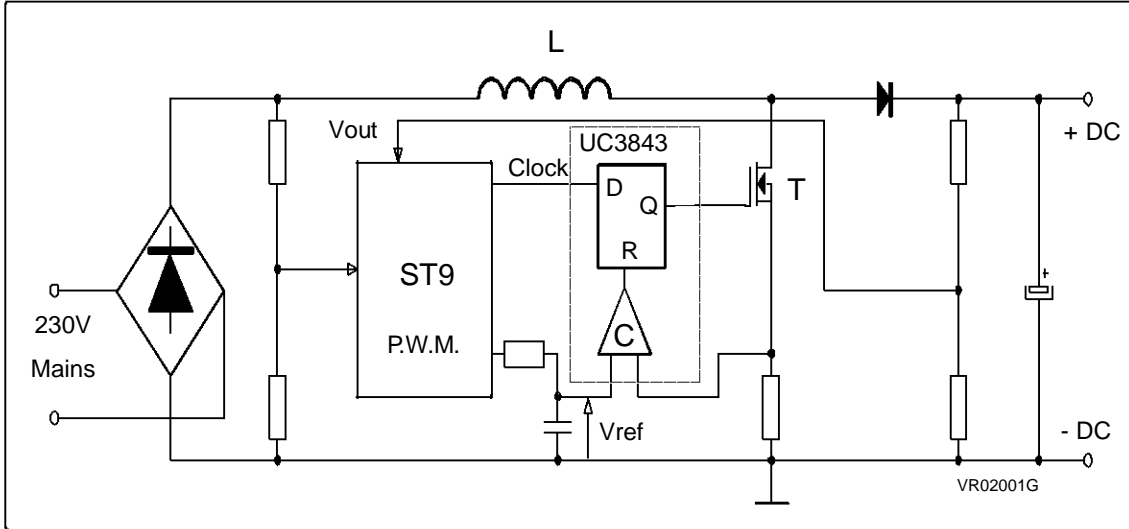 L
Vout
UC3843
+ DC
Clock
D
Q
T
R
ST9
+
230V
C
P.W.M.
Mains
Vref
- DC
VR02001G